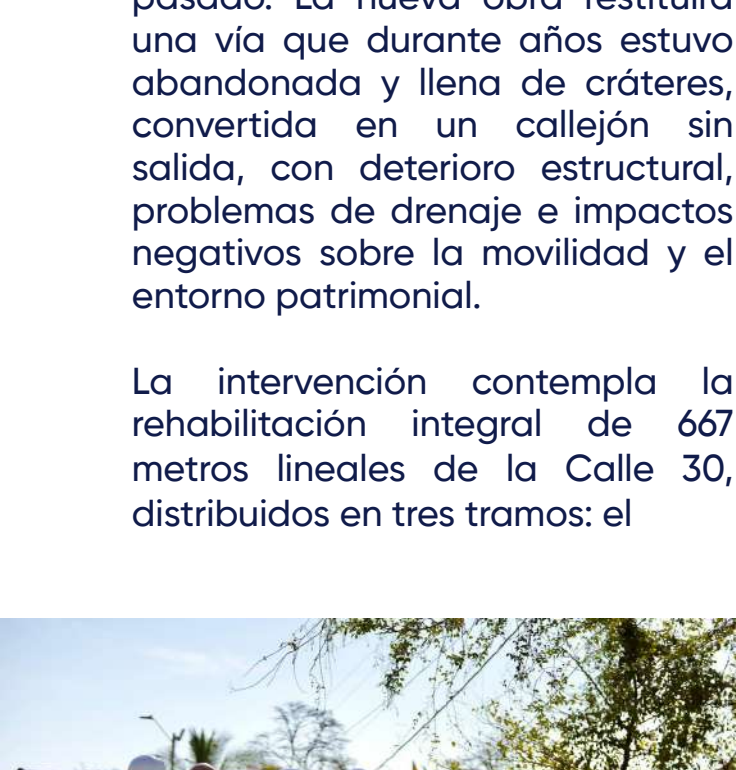 pasado. La nueva obra restituirá
una vía que durante años estuvo
abandonada y llena de cráteres,
convertida en un callejón sin
salida, con deterioro estructural,
problemas de drenaje e impactos
negativos sobre la movilidad y el
entorno patrimonial.
La intervención contempla la
rehabilitación integral de 667
metros lineales de la Calle 30,
distribuidos en tres tramos: el